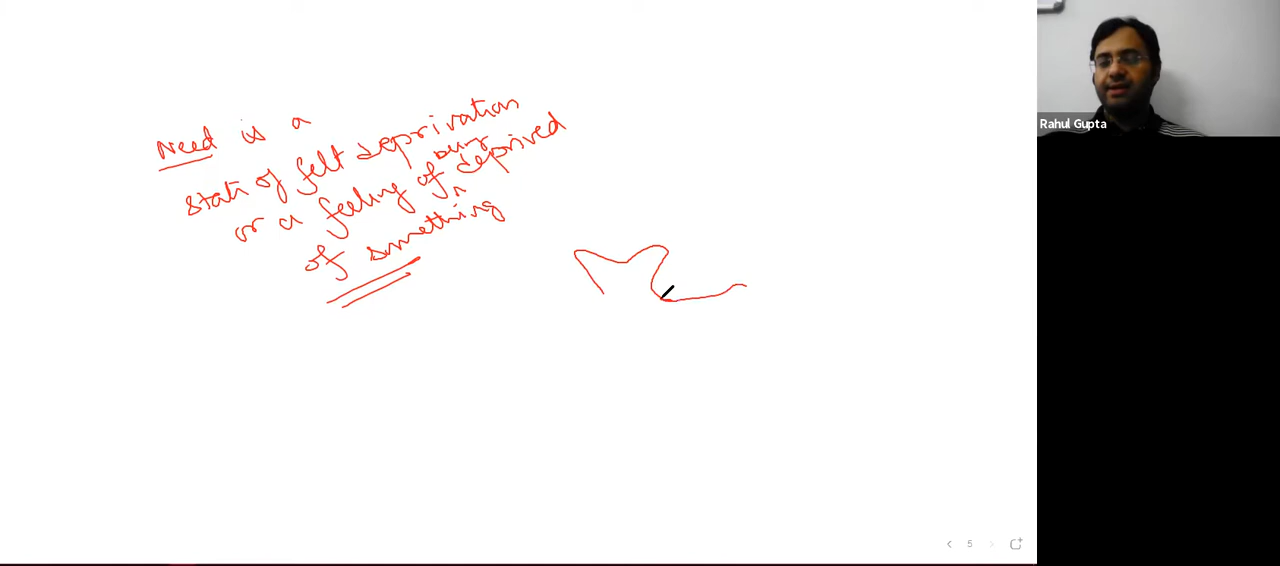 Need is a
state of felt deprivation
or a feeling of being deprived
of something
Rahul Gupta
5